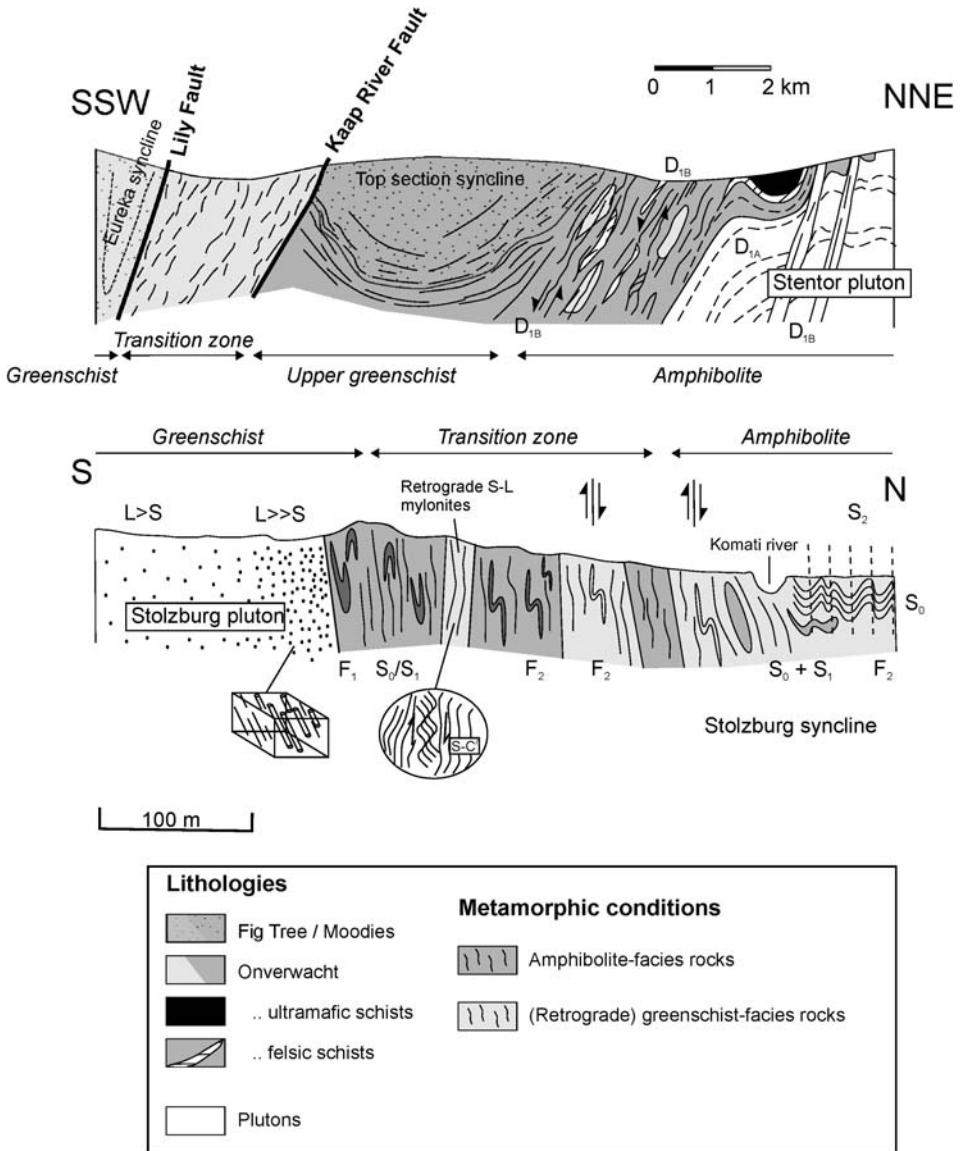 SSW
Eureka syncline
Lily Fault
Kaap River Fault
0 1 2 km
NNE
Top section syncline
D1B
D1A
Stentor pluton
D1B
D1B
Transition zone
Greenschist
Upper greenschist
Amphibolite
Greenschist
Transition zone
Amphibolite
S
N
L>S
L>>S
Retrograde S-L
mylonites
Komati river
S2
Stolzburg pluton
S0
F1
S0/S1
F2
F2
S0 + S1
F2
S-C
Stolzburg syncline
100 m
Lithologies
Fig Tree / Moodies
Onverwacht
.. ultramafic schists
.. felsic schists
Plutons
Metamorphic conditions
Amphibolite-facies rocks
(Retrograde) greenschist-facies rocks